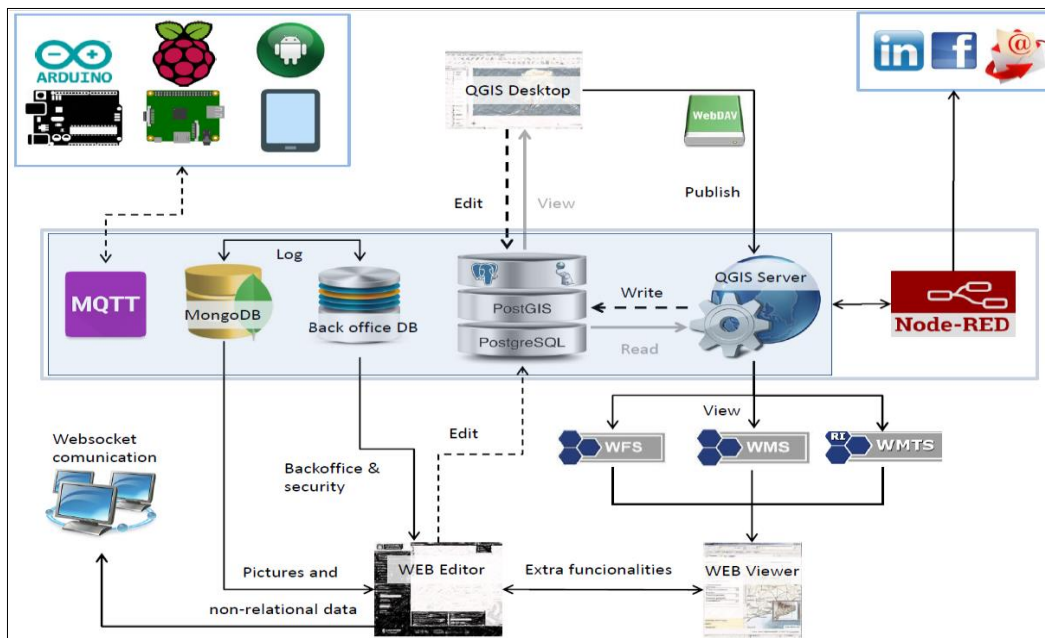 ARDUINO
QGIS Desktop
WebDAV
in
f
@
Edit
View
Publish
Log
MQTT
MongoDB
Back office DB
PostGIS
PostgreSQL
Write
Read
QGIS Server
Node-RED
View
WFS
WMS
RI
WMTS
Edit
Websocket
comunication
Backoffice &
security
WEB Editor
Extra funcionalities
WEB Viewer
Pictures and
non-relational data